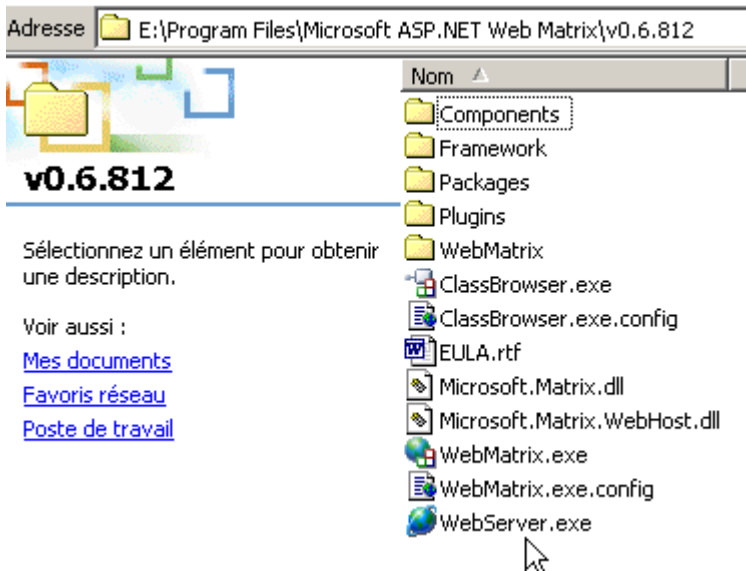 Adresse E:\Program Files\Microsoft ASP.NET Web Matrix\v0.6.812
v0.6.812
Sélectionnez un élément pour obtenir
une description.
Voir aussi :
Mes documents
Favoris réseau
Poste de travail
Nom
Components
Framework
Packages
Plugins
WebMatrix
ClassBrowser.exe
ClassBrowser.exe.config
EULA.rtf
Microsoft.Matrix.dll
Microsoft.Matrix.WebHost.dll
WebMatrix.exe
WebMatrix.exe.config
WebServer.exe